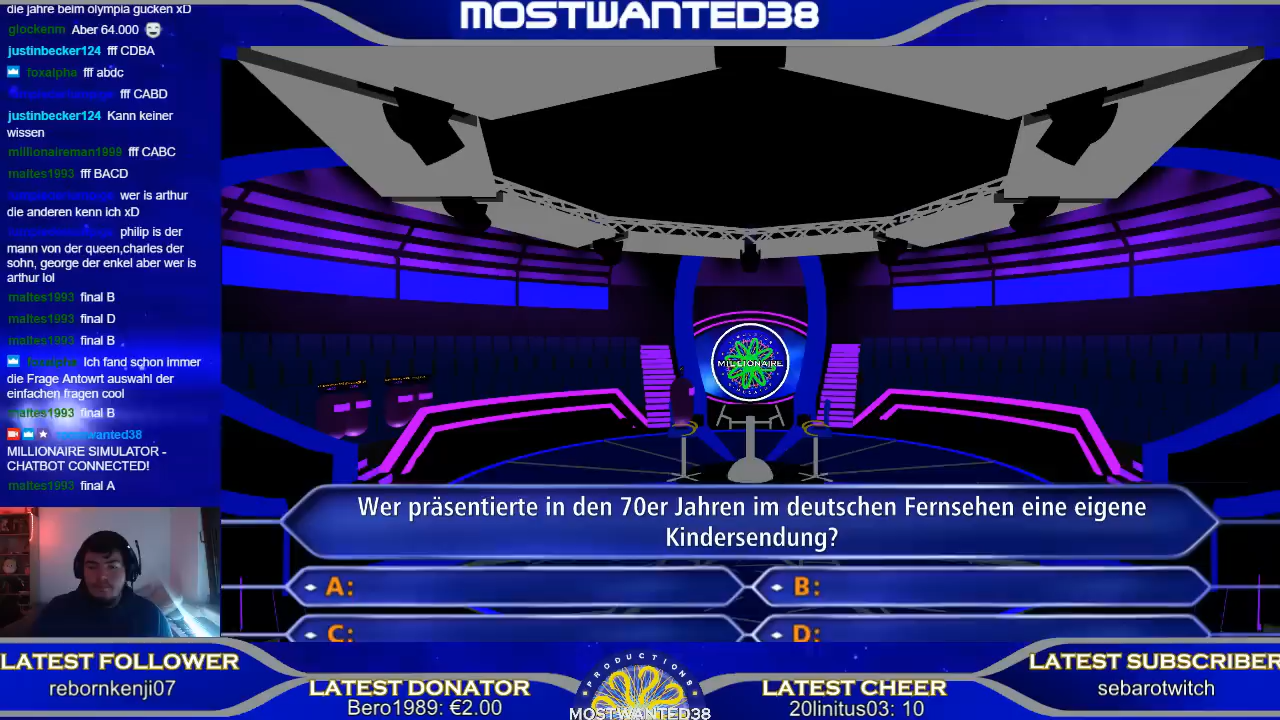 die jahre beim olympia gucken xD
MOSTWANTED38
glockenm Aber 64.000
justinbecker124 fff CDBA
foxalpha fff abdc
fff CABD
justinbecker124 Kann keiner
wissen
millionaireman1999 fff CABC
maltes1993 fff BACD
wer is arthur
die anderen kenn ich xD
philip is der
mann von der queen,charles der
sohn, george der enkel aber wer is
arthur lol
maltes1993 final B
maltes1993 final D
maltes1993 final B
foxalpha Ich fand schon immer
die Frage Antowrt auswahl der
einfachen fragen cool
maltes1993 final B
mostwanted38
MILLIONAIRE SIMULATOR -
CHATBOT CONNECTED!
maltes1993 final A
MILLIONAIRE
Wer präsentierte in den 70er Jahren im deutschen Fernsehen eine eigene
Kindersendung?
A:
B:
C:
D:
LATEST FOLLOWER
rebornkenji07
LATEST DONATOR
Bero1989: €2.00
PRODUCTIONS
MOSTWANTED38
LATEST CHEER
20linitus03: 10
LATEST SUBSCRIBER
sebarotwitch